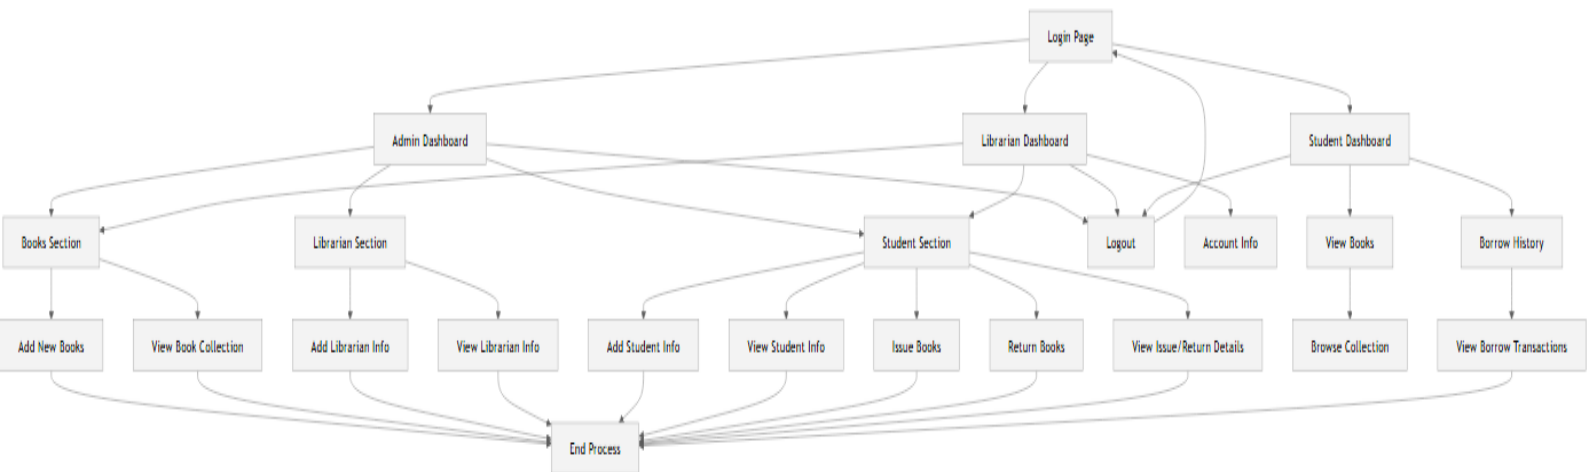 Login Page
Admin Dashboard
Librarian Dashboard
Student Dashboard
Books Section
Librarian Section
Student Section
Logout
Account Info
View Books
Borrow History
Add New Books
View Book Collection
Add Librarian Info
View Librarian Info
Add Student Info
View Student Info
Issue Books
Return Books
View Issue/Return Details
Browse Collection
View Borrow Transactions
End Process